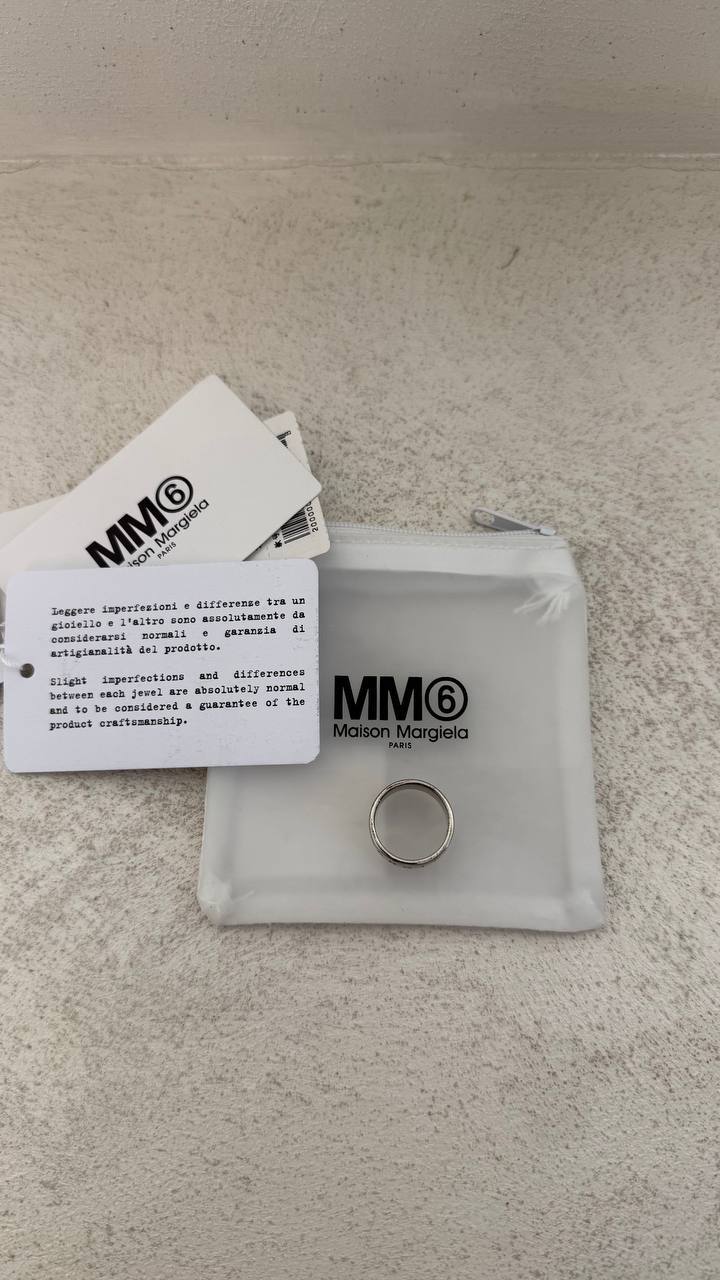 MM6
ison Margiela
PARIS
Leggere imperfezioni e differenze tra un
gioiello e l'altro sono assolutamente da
considerarsi normali e garanzia di
artigianalità del prodotto.
Slight imperfections and differences
between each jewel are absolutely normal
and to be considered a guarantee of the
product craftsmanship.
MM6
Maison Margiela
PARIS